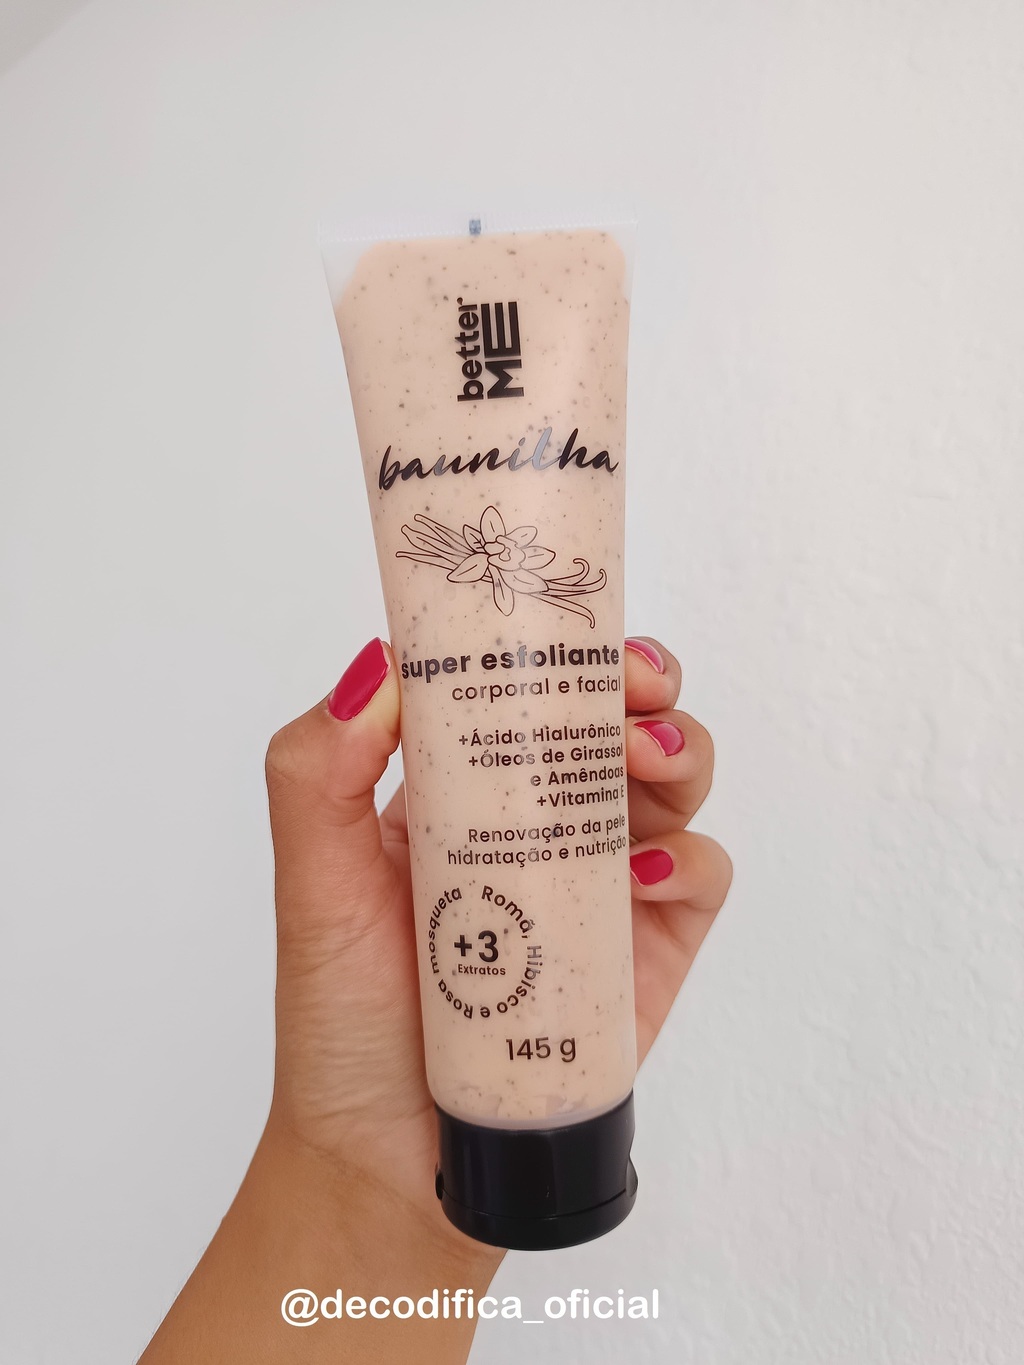 better
ME
baunilha
super esfoliante
corporal e facial
+Ácido Hialurônico
+Óleos de Girassol
e Amêndoas
+Vitamina E
Renovação da pele
hidratação e nutrição
Romã, Hibisco e Rosa mosqueta
+3
Extratos
145 g
@decodifica_oficial